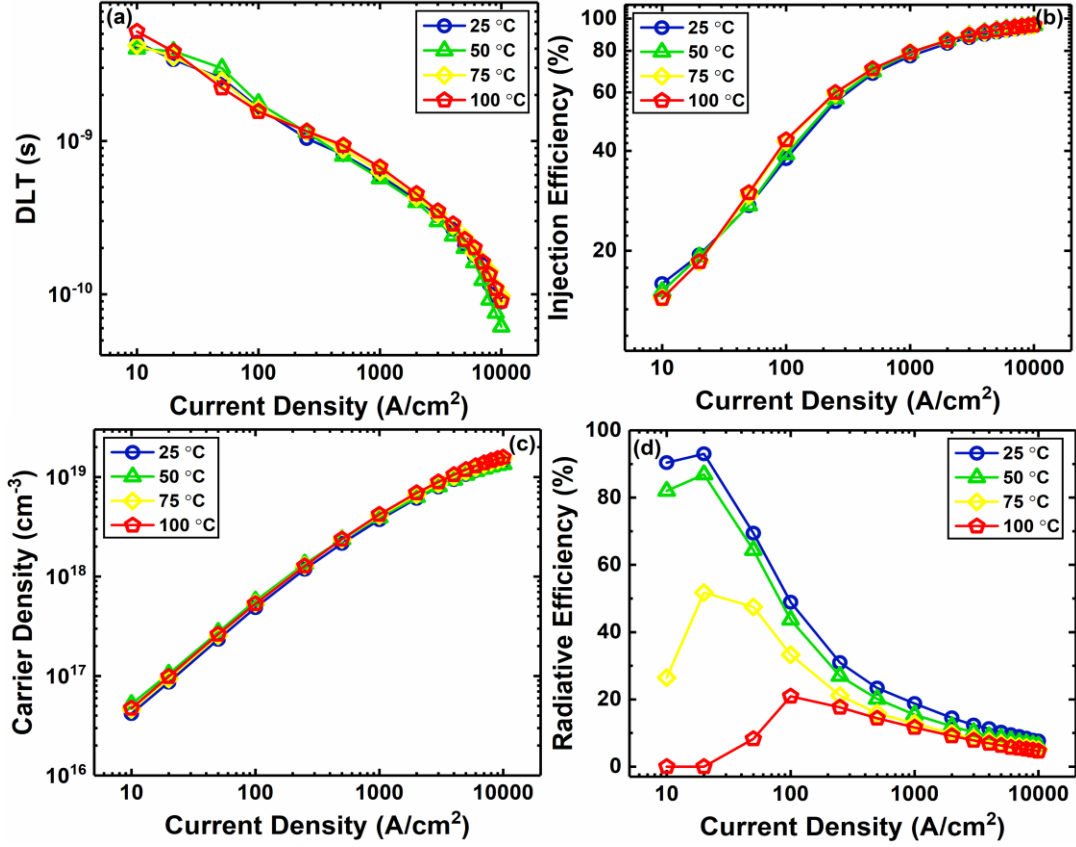 (a)
25 °C
50 °C
75 °C
100 °C
10⁻⁹
10⁻¹⁰
DLT (s)
10 100 1000 10000
Current Density (A/cm²)
(b)
25 °C
50 °C
75 °C
100 °C
100
80
60
40
20
Injection Efficiency (%)
10 100 1000 10000
Current Density (A/cm²)
(c)
25 °C
50 °C
75 °C
100 °C
10¹⁹
10¹⁸
10¹⁷
10¹⁶
Carrier Density (cm⁻³)
10 100 1000 10000
Current Density (A/cm²)
(d)
25 °C
50 °C
75 °C
100 °C
100
80
60
40
20
0
Radiative Efficiency (%)
10 100 1000 10000
Current Density (A/cm²)